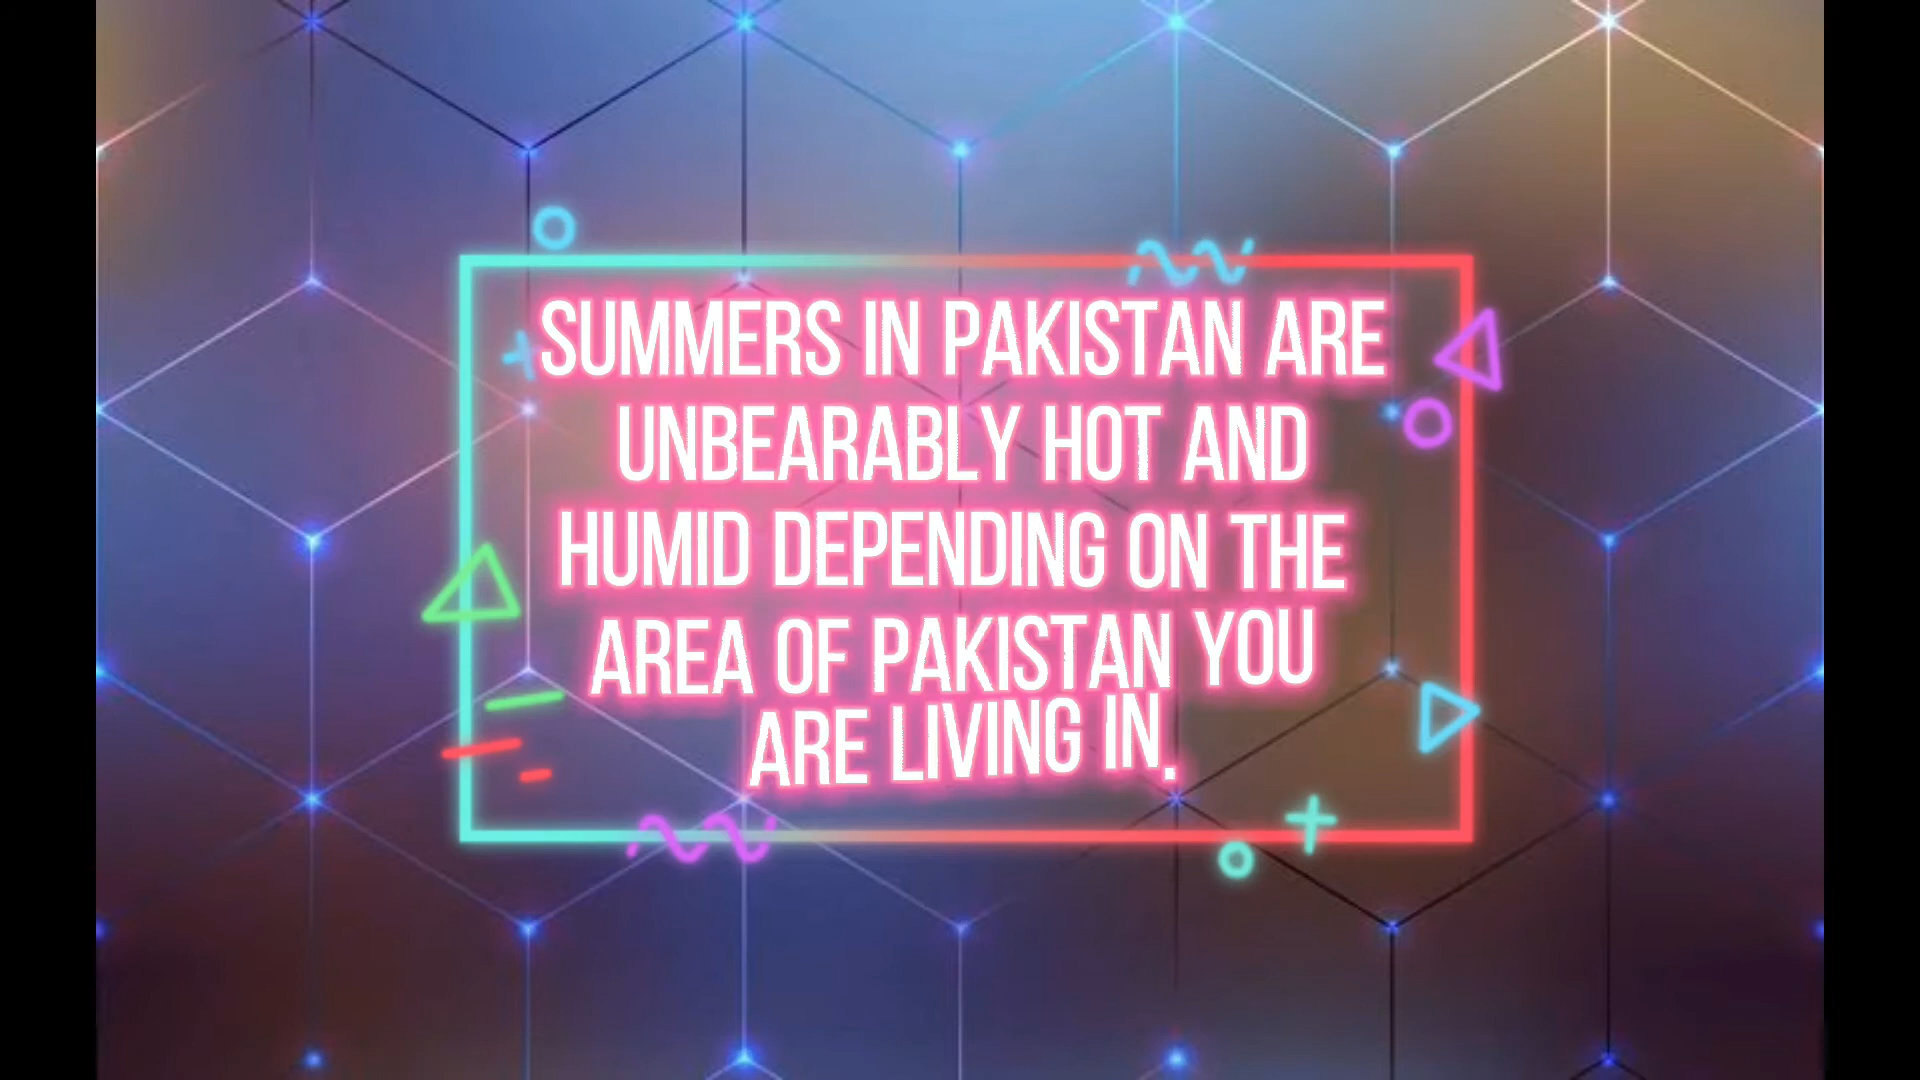 SUMMERS IN PAKISTAN ARE
UNBEARABLY HOT AND
HUMID DEPENDING ON THE
AREA OF PAKISTAN YOU
ARE LIVING IN.